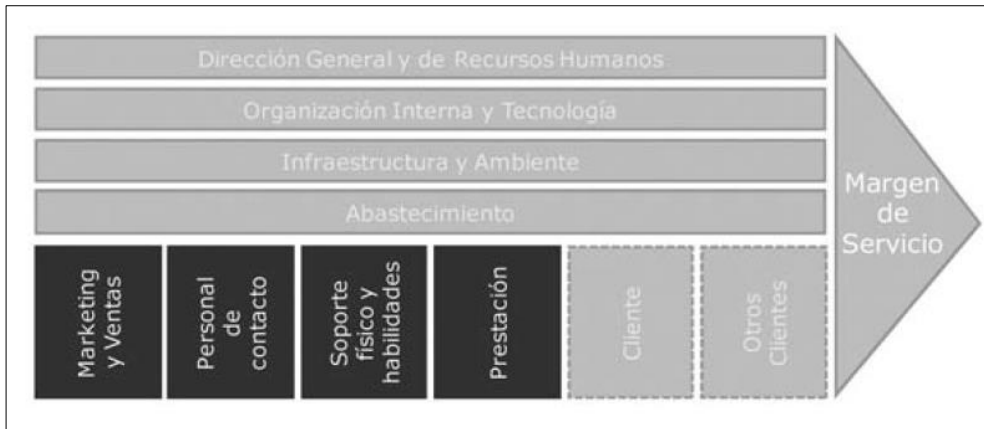 Dirección General y de Recursos Humanos
Organización Interna y Tecnología
Infraestructura y Ambiente
Abastecimiento
Marketing
y Ventas
Personal
de
contacto
Soporte
físico y
habilidades
Prestación
Cliente
Otros
Clientes
Margen
de
Servicio